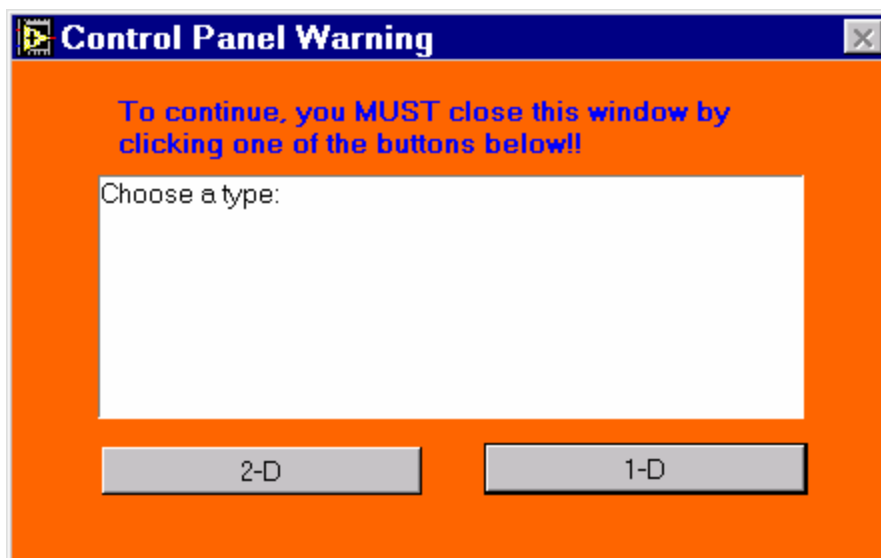 Control Panel Warning
To continue, you MUST close this window by
clicking one of the buttons below!!
Choose a type:
2-D 1-D